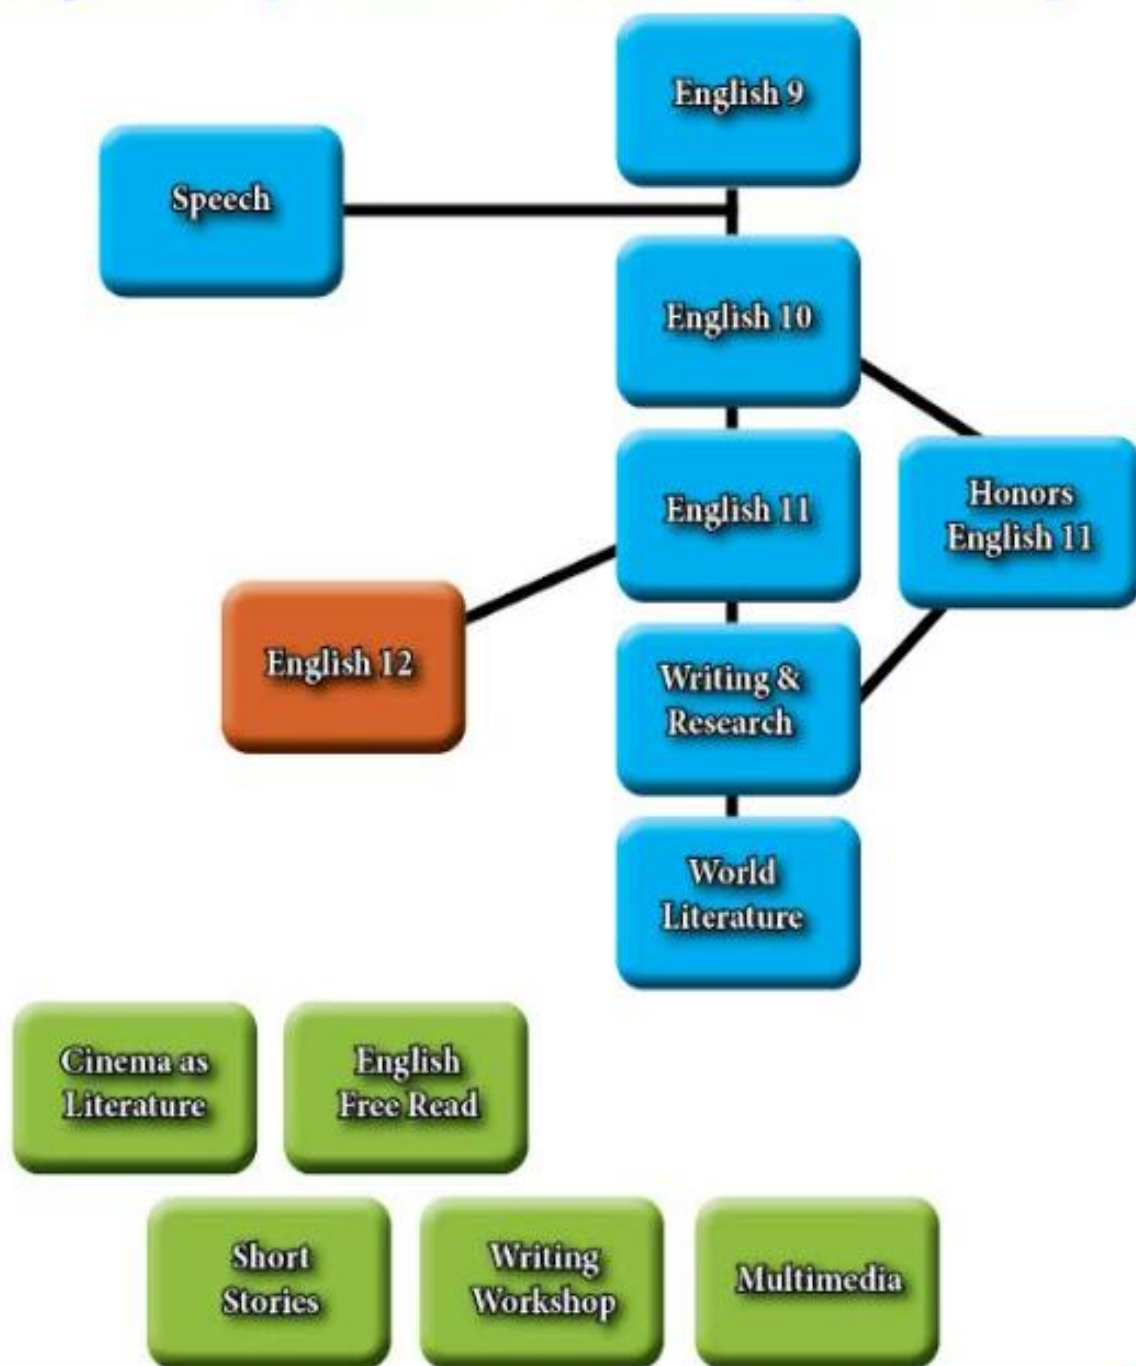 English 9
Speech
English 10
English 11
Honors
English 11
English 12
Writing &
Research
World
Literature
Cinema as
Literature
English
Free Read
Short
Stories
Writing
Workshop
Multimedia